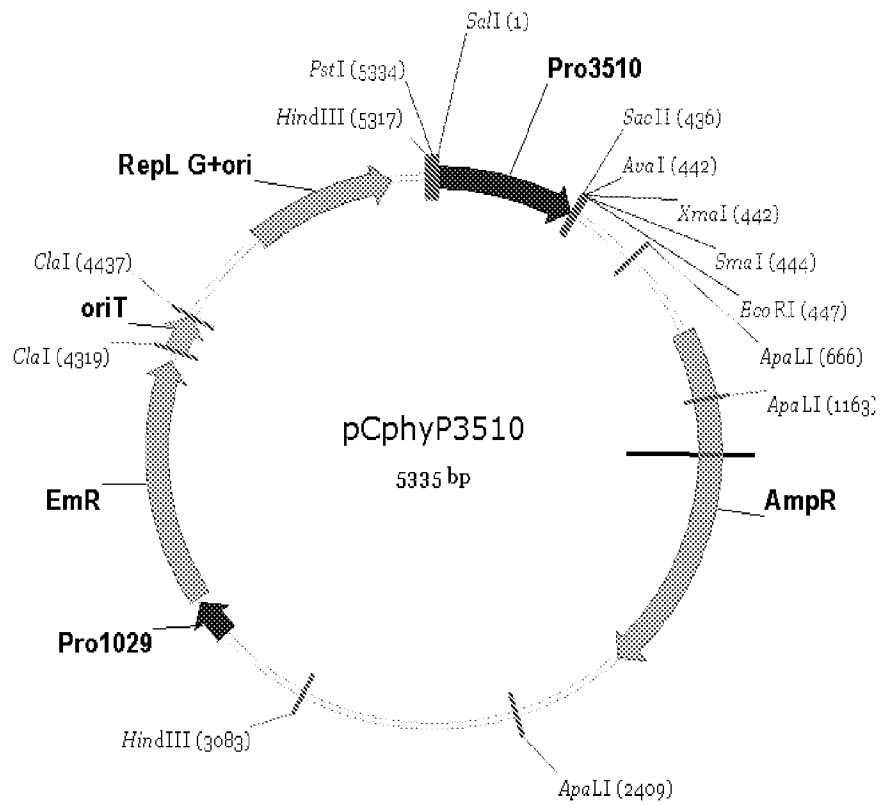 SalI (1)
PstI (5334)
Pro3510
HindIII (5317)
SacII (436)
RepL G+ori
AvaI (442)
XmaI (442)
ClaI (4437)
SmaI (444)
oriT
EcoRI (447)
ClaI (4319)
ApaLI (666)
ApaLI (1163)
pCphyP3510
5335 bp
EmR
AmpR
Pro1029
HindIII (3083)
ApaLI (2409)